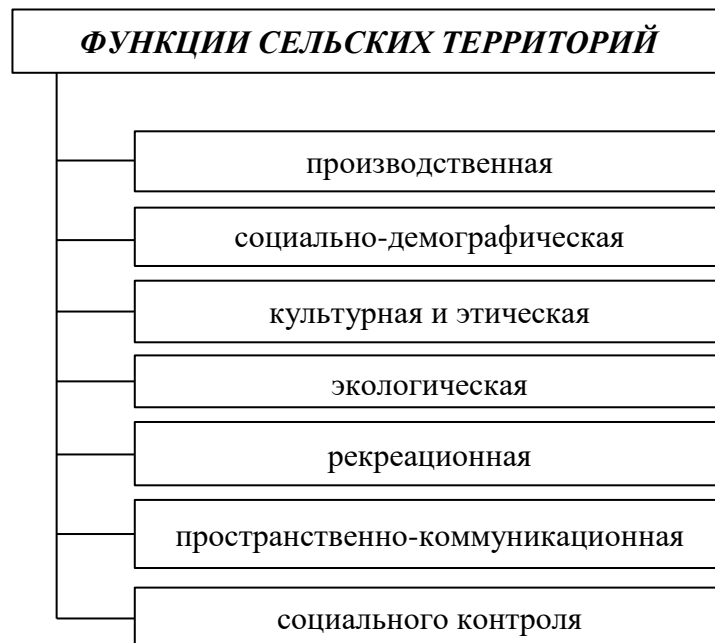 ФУНКЦИИ СЕЛЬСКИХ ТЕРРИТОРИЙ
производственная
социально-демографическая
культурная и этическая
экологическая
рекреационная
пространственно-коммуникационная
социального контроля